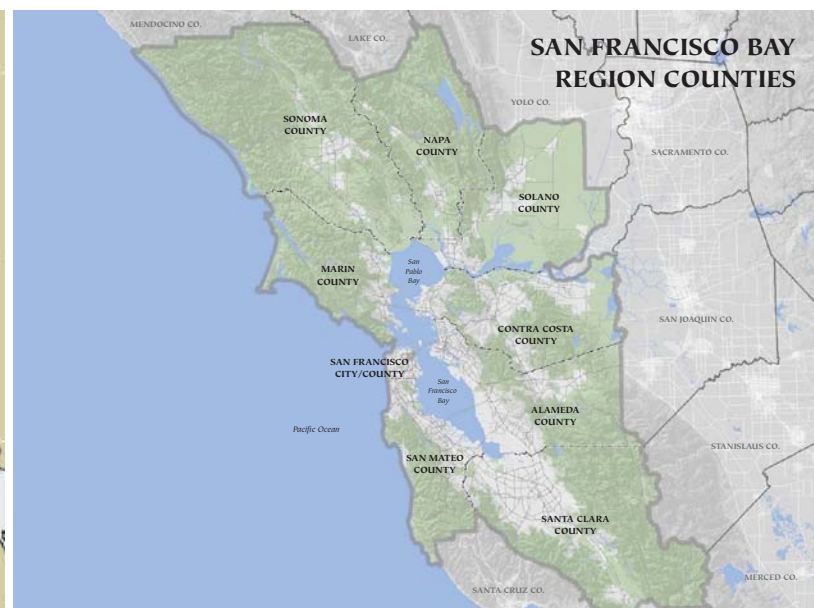 MENDOCINO CO.
LAKE CO.
SAN FRANCISCO BAY
REGION COUNTIES
YOLO CO.
SONOMA
COUNTY
NAPA
COUNTY
SACRAMENTO CO.
SOLANO
COUNTY
MARIN
COUNTY
San
Pablo
Bay
CONTRA COSTA
COUNTY
SAN JOAQUIN CO.
SAN FRANCISCO
CITY/COUNTY
San
Francisco
Bay
ALAMEDA
COUNTY
Pacific Ocean
STANISLAUS CO.
SAN MATEO
COUNTY
SANTA CLARA
COUNTY
MERCED CO.
SANTA CRUZ CO.